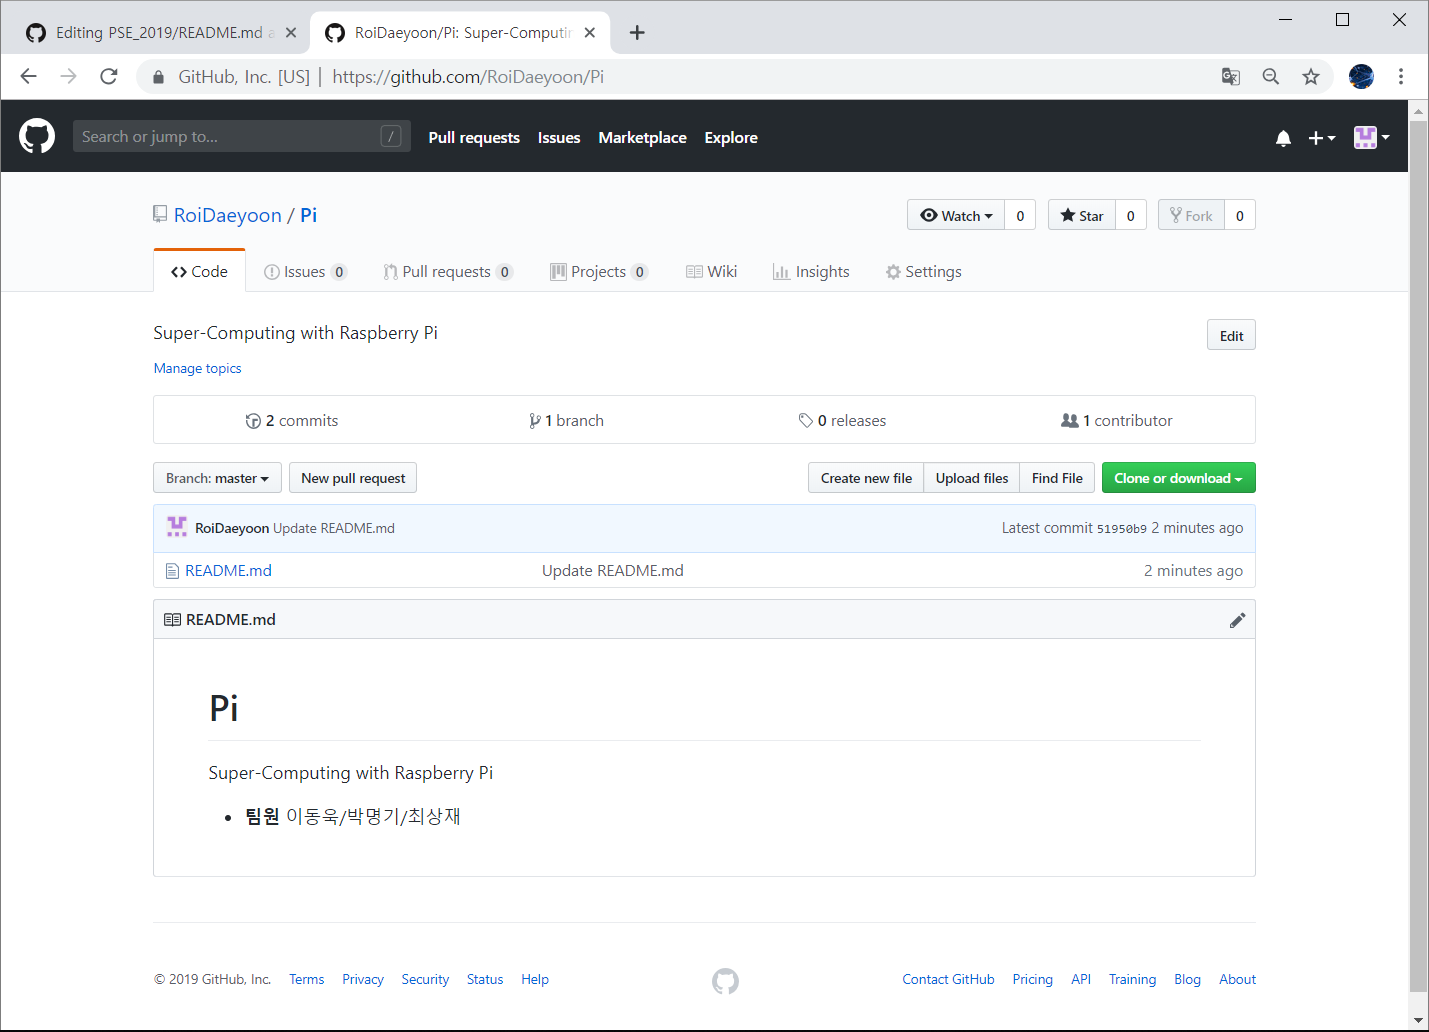 Editing PSE_2019/README.md a
RoiDaeyoon/Pi: Super-Computin
GitHub, Inc. [US] | https://github.com/RoiDaeyoon/Pi
Search or jump to... /
Pull requests Issues Marketplace Explore
RoiDaeyoon / Pi
Watch 0 Star 0 Fork 0
Code Issues 0 Pull requests 0 Projects 0 Wiki Insights Settings
Super-Computing with Raspberry Pi
Edit
Manage topics
2 commits 1 branch 0 releases 1 contributor
Branch: master New pull request Create new file Upload files Find File Clone or download
RoiDaeyoon Update README.md Latest commit 51950b9 2 minutes ago
README.md Update README.md 2 minutes ago
README.md
Pi
Super-Computing with Raspberry Pi
• 팀원 이동욱/박명기/최상재
© 2019 GitHub, Inc. Terms Privacy Security Status Help Contact GitHub Pricing API Training Blog About